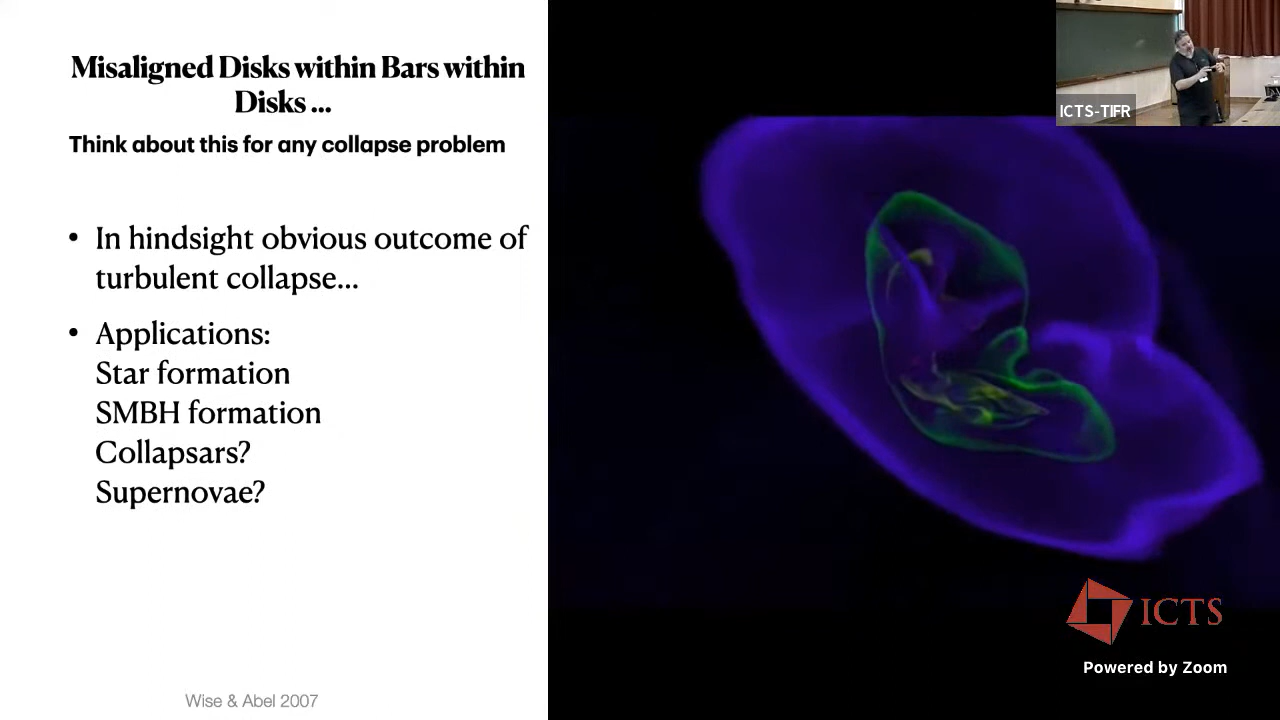 Misaligned Disks within Bars within
Disks ...
Think about this for any collapse problem
• In hindsight obvious outcome of
turbulent collapse...
• Applications:
Star formation
SMBH formation
Collapsars?
Supernovae?
Wise & Abel 2007
ICTS-TIFR
ICTS
Powered by Zoom